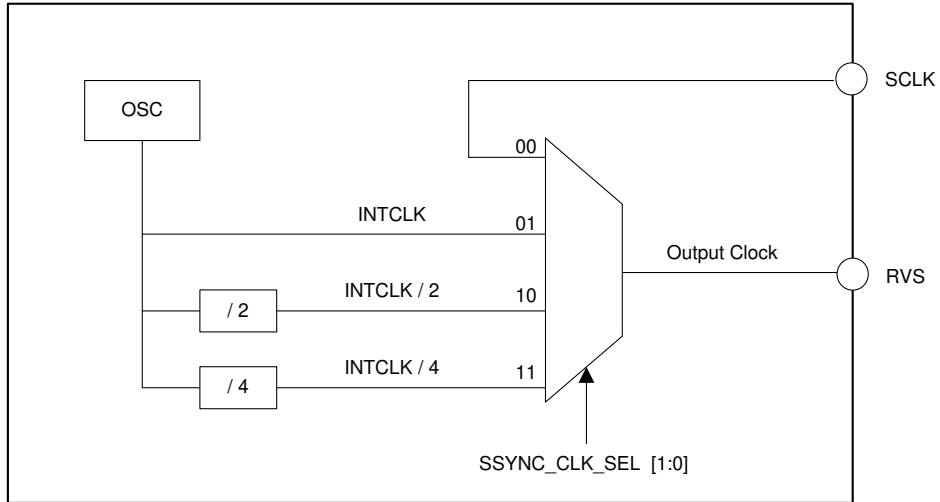 SCLK
OSC
00
INTCLK
01
Output Clock
RVS
INTCLK / 2
10
/ 2
INTCLK / 4
11
/ 4
SSYNC_CLK_SEL [1:0]